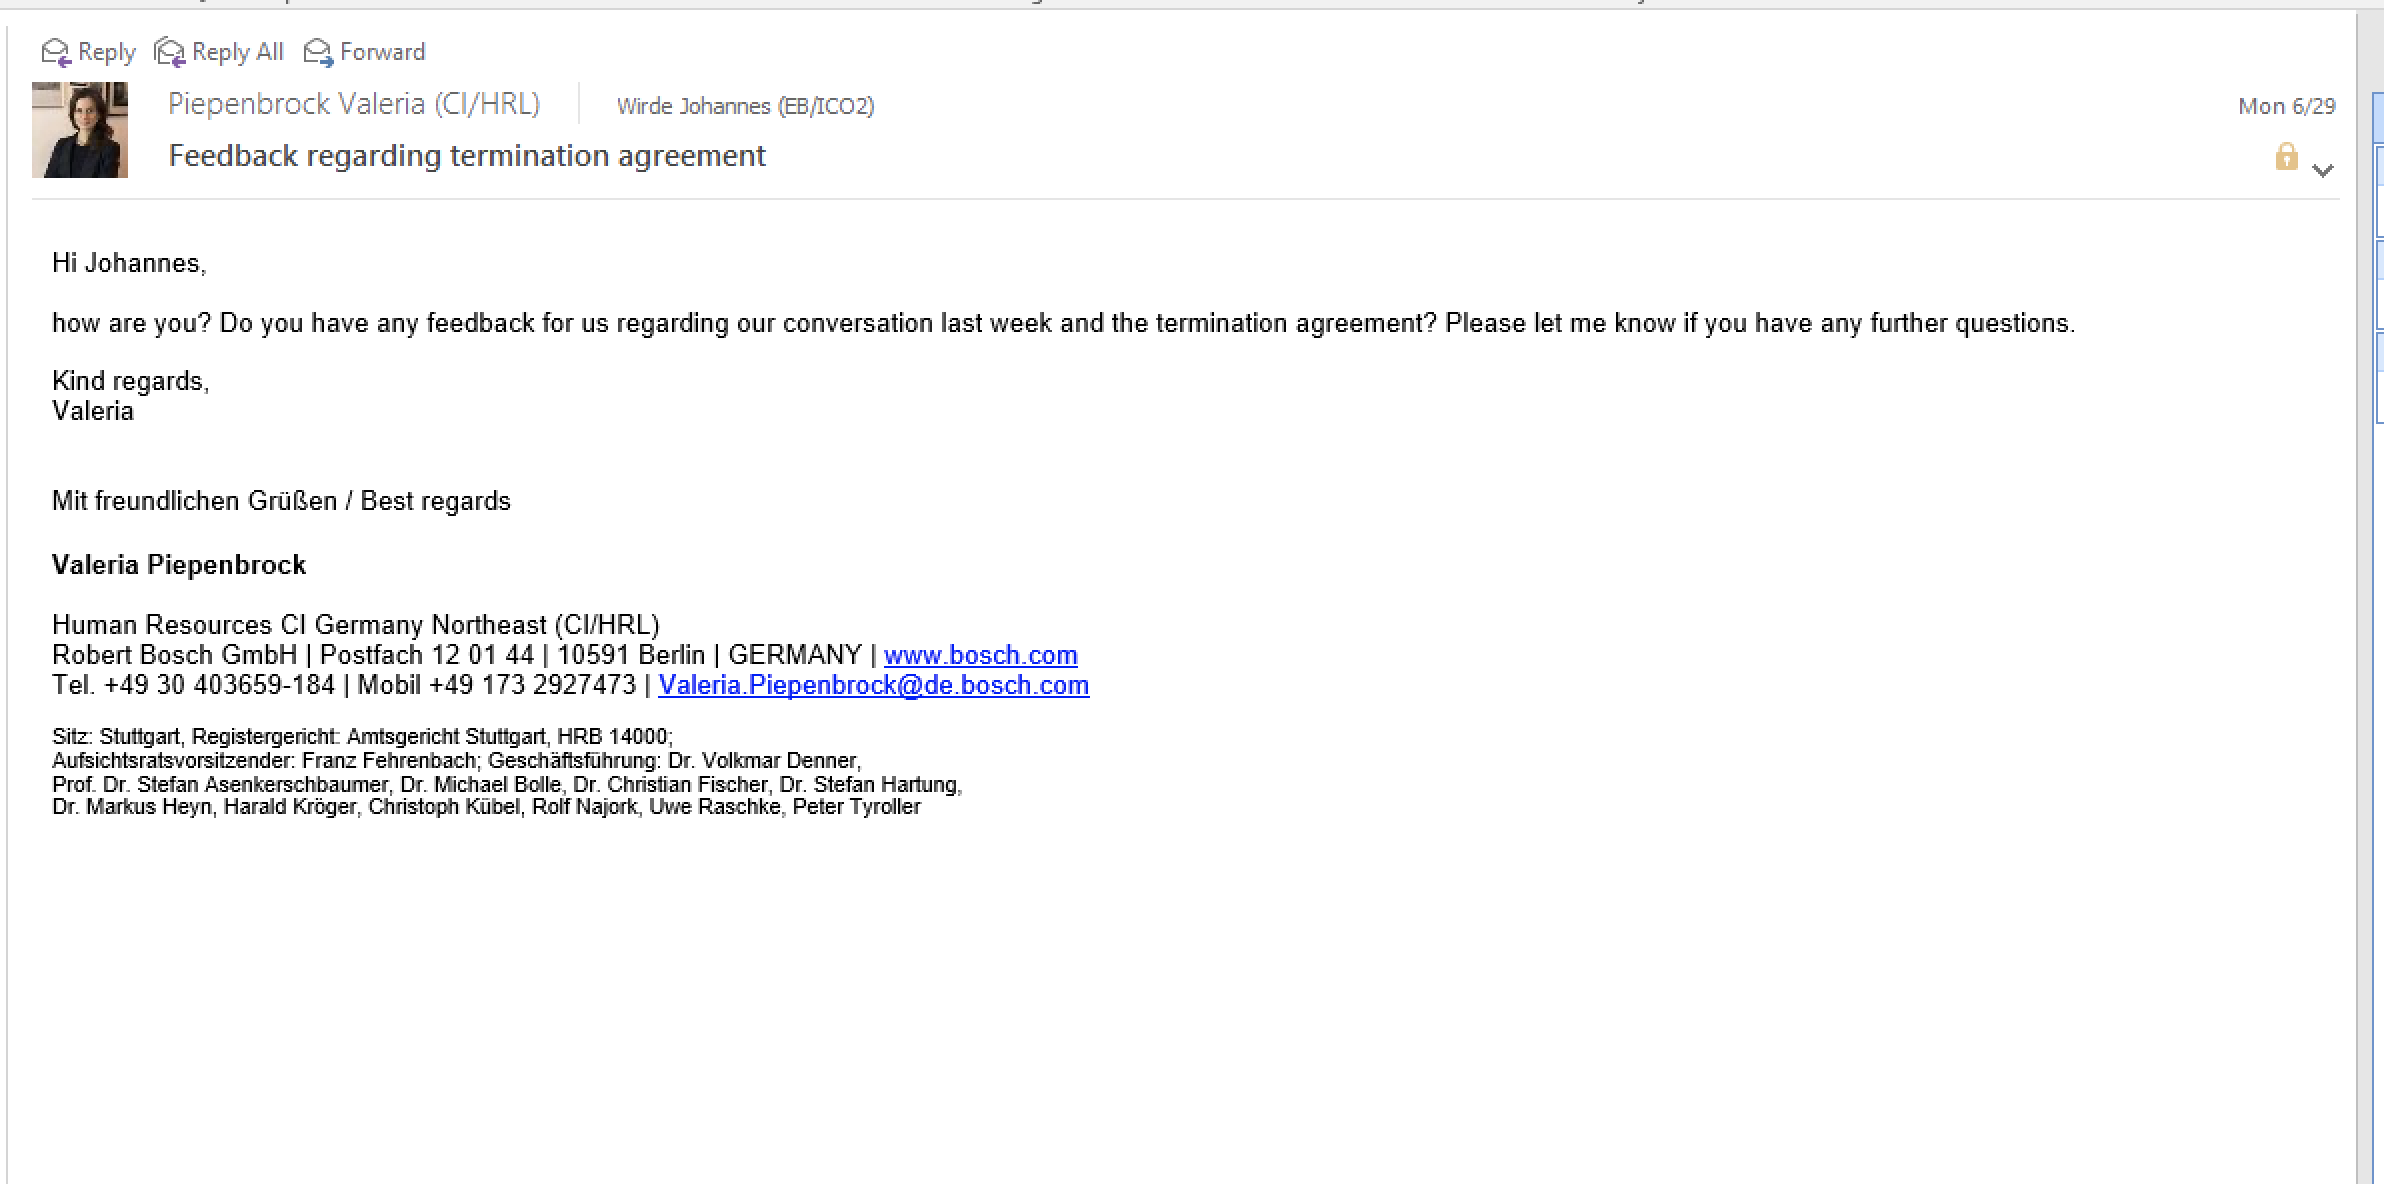 Reply Reply All Forward
Piepenbrock Valeria (CI/HRL) Wirde Johannes (EB/ICO2) Mon 6/29
Feedback regarding termination agreement
Hi Johannes,
how are you? Do you have any feedback for us regarding our conversation last week and the termination agreement? Please let me know if you have any further questions.
Kind regards,
Valeria
Mit freundlichen Grüßen / Best regards
Valeria Piepenbrock
Human Resources CI Germany Northeast (CI/HRL)
Robert Bosch GmbH | Postfach 12 01 44 | 10591 Berlin | GERMANY | www.bosch.com
Tel. +49 30 403659-184 | Mobil +49 173 2927473 | Valeria.Piepenbrock@de.bosch.com
Sitz: Stuttgart, Registergericht: Amtsgericht Stuttgart, HRB 14000;
Aufsichtsratsvorsitzender: Franz Fehrenbach; Geschäftsführung: Dr. Volkmar Denner,
Prof. Dr. Stefan Asenkerschbaumer, Dr. Michael Bolle, Dr. Christian Fischer, Dr. Stefan Hartung,
Dr. Markus Heyn, Harald Kröger, Christoph Kübel, Rolf Najork, Uwe Raschke, Peter Tyroller